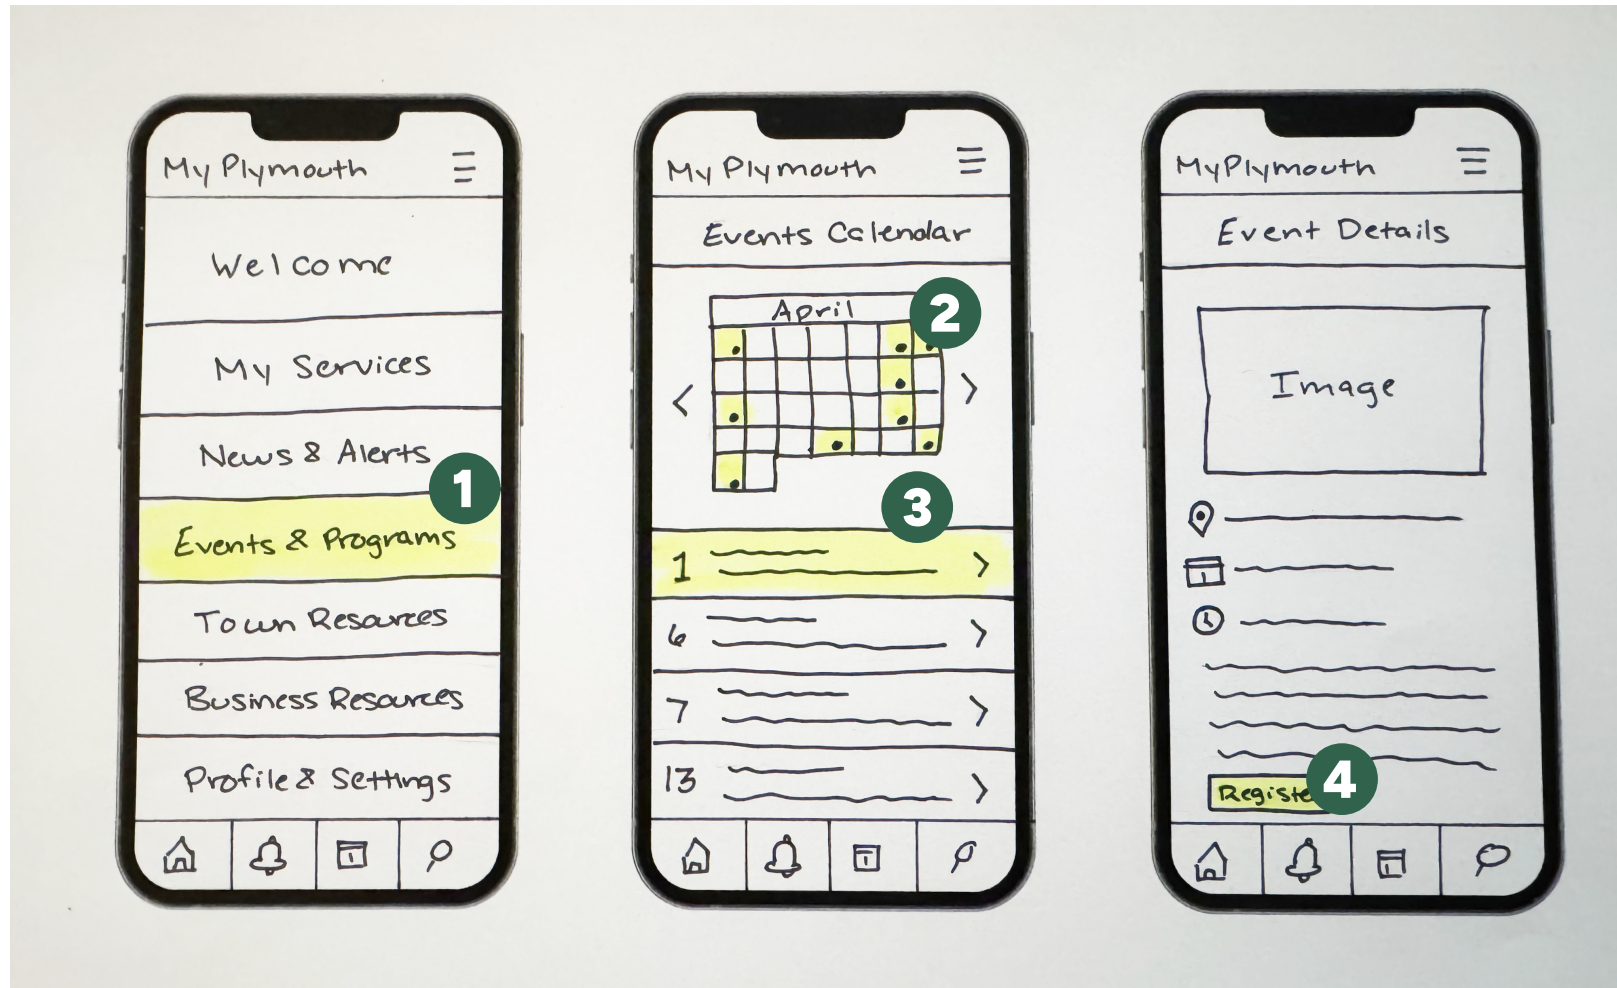 My Plymouth
Welcome
My Services
News & Alerts
1
Events & Programs
Town Resources
Business Resources
Profile & Settings
My Plymouth
Events Calendar
April
2
3
1
6
7
13
MyPlymouth
Event Details
Image
Registe
4